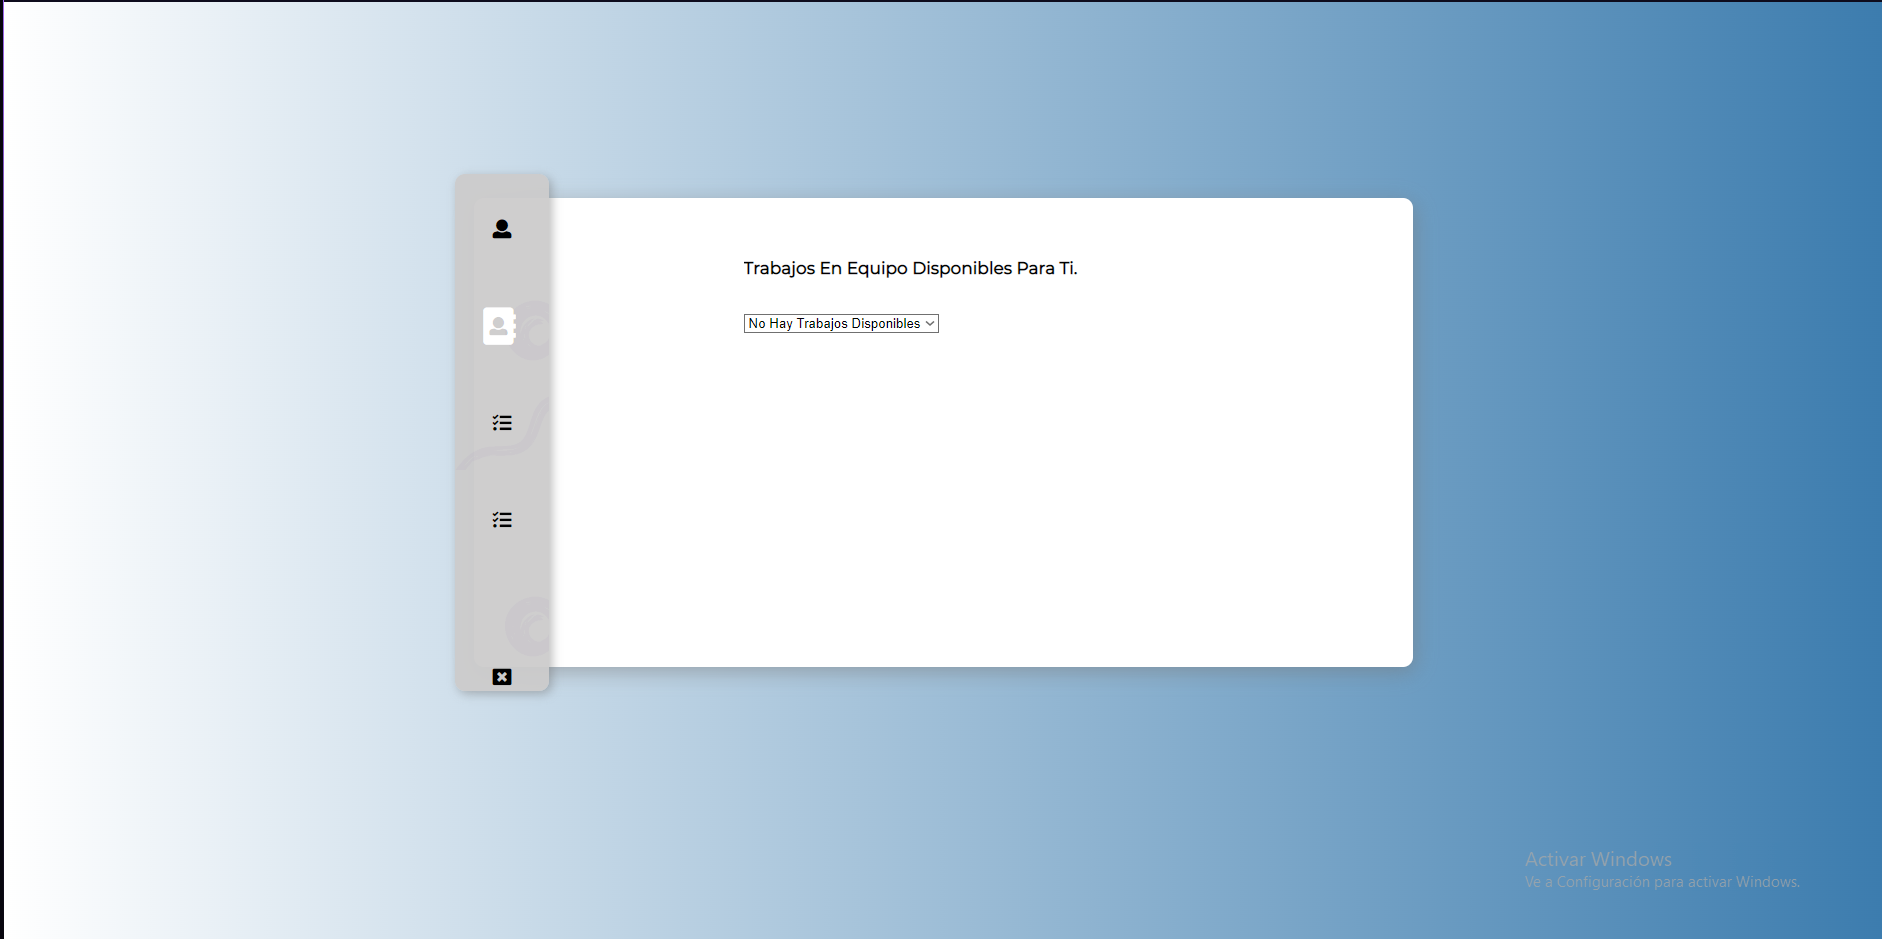 Trabajos En Equipo Disponibles Para Ti.
No Hay Trabajos Disponibles
Activar Windows
Ve a Configuración para activar Windows.